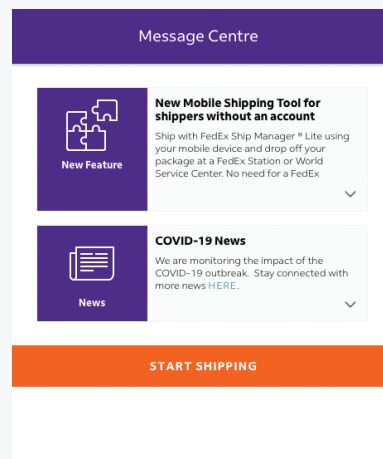 Message Centre
New Mobile Shipping Tool for
shippers without an account
Ship with FedEx Ship Manager ® Lite using
your mobile device and drop off your
package at a FedEx Station or World
Service Center. No need for a FedEx
New Feature
COVID-19 News
We are monitoring the impact of the
COVID-19 outbreak. Stay connected with
more news HERE.
News
START SHIPPING